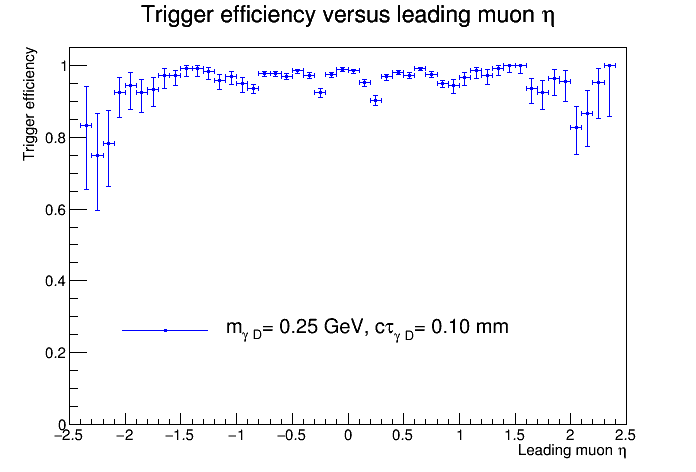 Trigger efficiency versus leading muon η
Trigger efficiency
1
0.8
0.6
0.4
0.2
0
m_γ D= 0.25 GeV, cτ_γ D= 0.10 mm
−2.5 −2 −1.5 −1 −0.5 0 0.5 1 1.5 2 2.5
Leading muon η